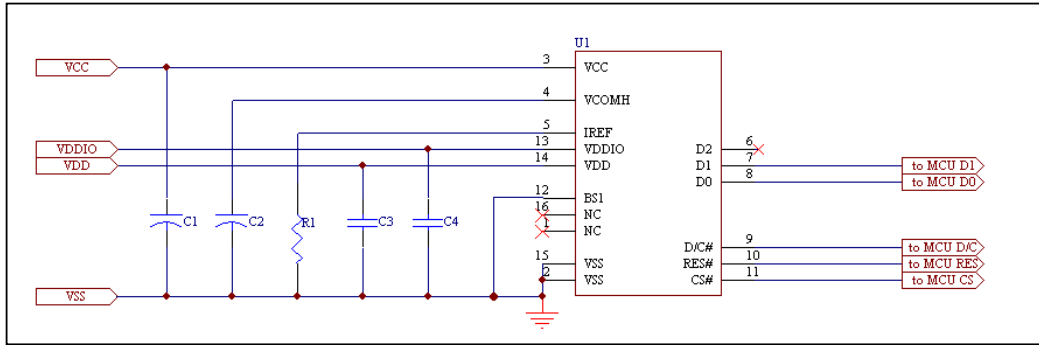 U1
VCC 3 VCC
4 VCOMH
5 IREF
VDDIO 13 VDDIO
VDD 14 VDD
D2 6
D1 7 to MCU D1
D0 8 to MCU D0
12 BS1
16 NC
1 NC
C1 C2 R1 C3 C4
D/C# 9 to MCU D/C
15 VSS
RES# 10 to MCU RES
2 VSS
CS# 11 to MCU CS
VSS